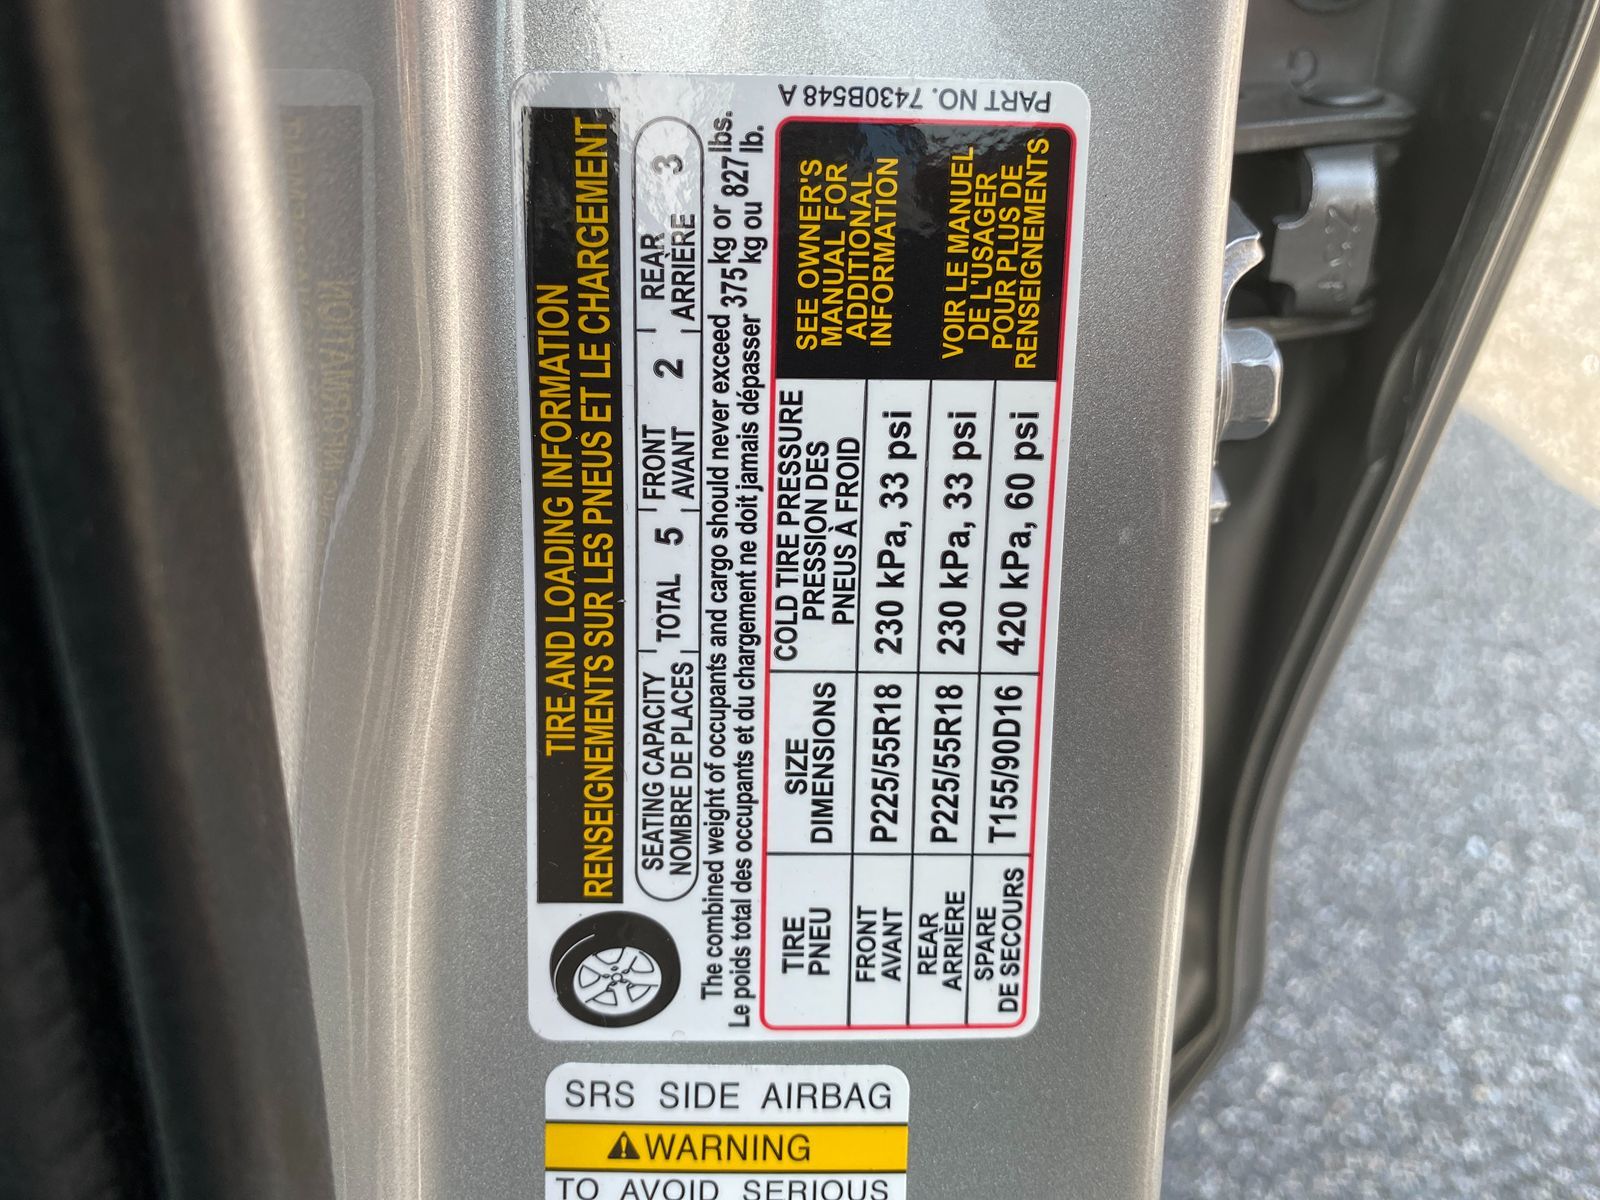 TIRE AND LOADING INFORMATION
RENSEIGNEMENTS SUR LES PNEUS ET LE CHARGEMENT
SEATING CAPACITY TOTAL 5 FRONT 2 REAR 3
NOMBRE DE PLACES AVANT ARRIÈRE
The combined weight of occupants and cargo should never exceed 375 kg or 827 lbs.
Le poids total des occupants et du chargement ne doit jamais dépasser 375 kg ou 827 lb.
TIRE
PNEU
SIZE
DIMENSIONS
COLD TIRE PRESSURE
PRESSION DES
PNEUS À FROID
FRONT
AVANT
P225/55R18
230 kPa, 33 psi
REAR
ARRIÈRE
P225/55R18
230 kPa, 33 psi
SPARE
DE SECOURS
T155/90D16
420 kPa, 60 psi
SEE OWNER'S
MANUAL FOR
ADDITIONAL
INFORMATION
VOIR LE MANUEL
DE L'USAGER
POUR PLUS DE
RENSEIGNEMENTS
PART NO. 7430B548 A
SRS SIDE AIRBAG
WARNING
TO AVOID SERIOUS